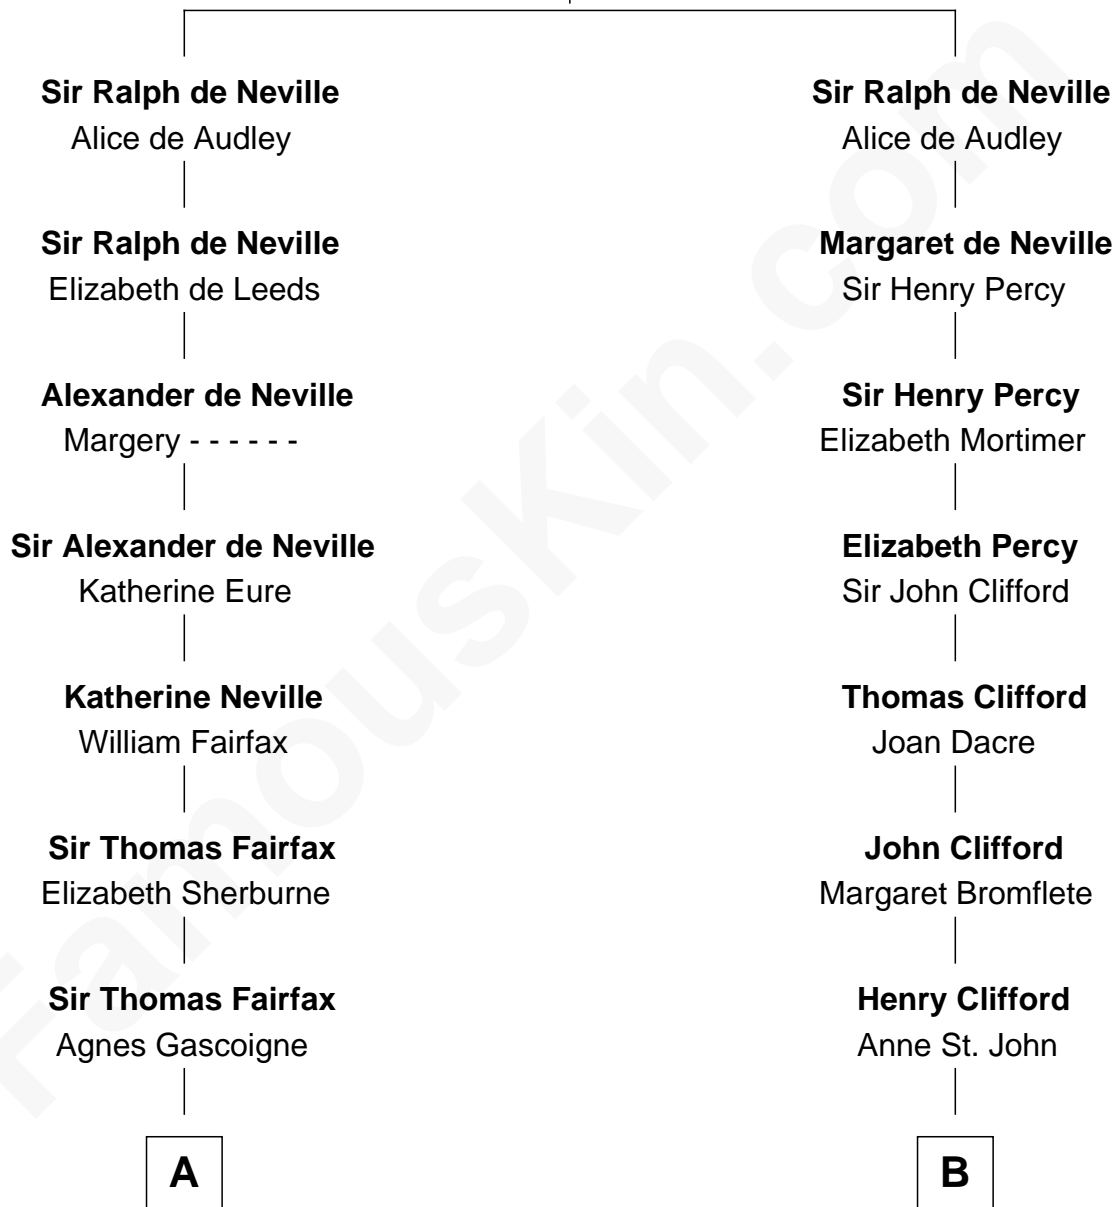 Sir Ralph de Neville
Alice de Audley
Sir Ralph de Neville
Elizabeth de Leeds
Alexander de Neville
Margery - - - - - -
Sir Alexander de Neville
Katherine Eure
Katherine Neville
William Fairfax
Sir Thomas Fairfax
Elizabeth Sherburne
Sir Thomas Fairfax
Agnes Gascoigne
A
Sir Ralph de Neville
Alice de Audley
Margaret de Neville
Sir Henry Percy
Sir Henry Percy
Elizabeth Mortimer
Elizabeth Percy
Sir John Clifford
Thomas Clifford
Joan Dacre
John Clifford
Margaret Bromflete
Henry Clifford
Anne St. John
B
FamousKin.com